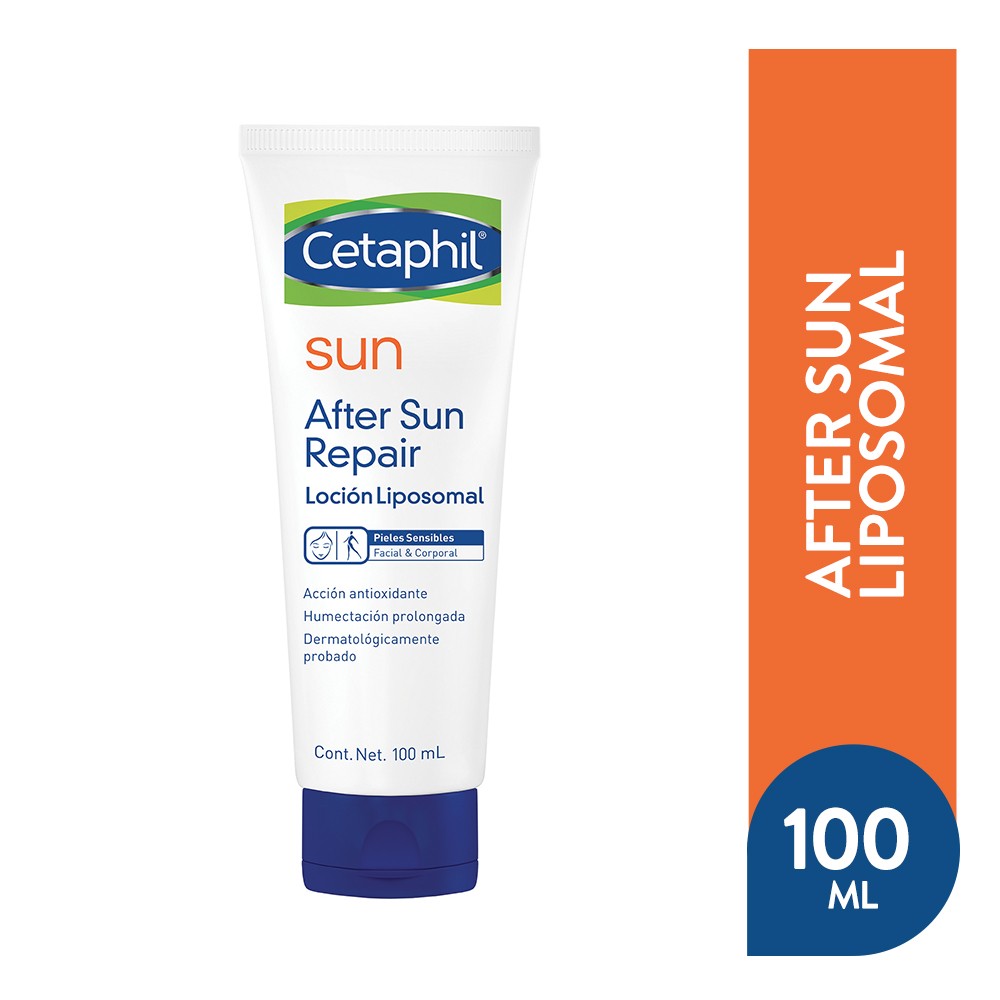 Cetaphil®
sun
After Sun
Repair
Loción Liposomal
Pieles Sensibles
Facial & Corporal
Acción antioxidante
Humectación prolongada
Dermatológicamente
probado
Cont. Net. 100 mL
AFTER SUN
LIPOSOMAL
100
ML